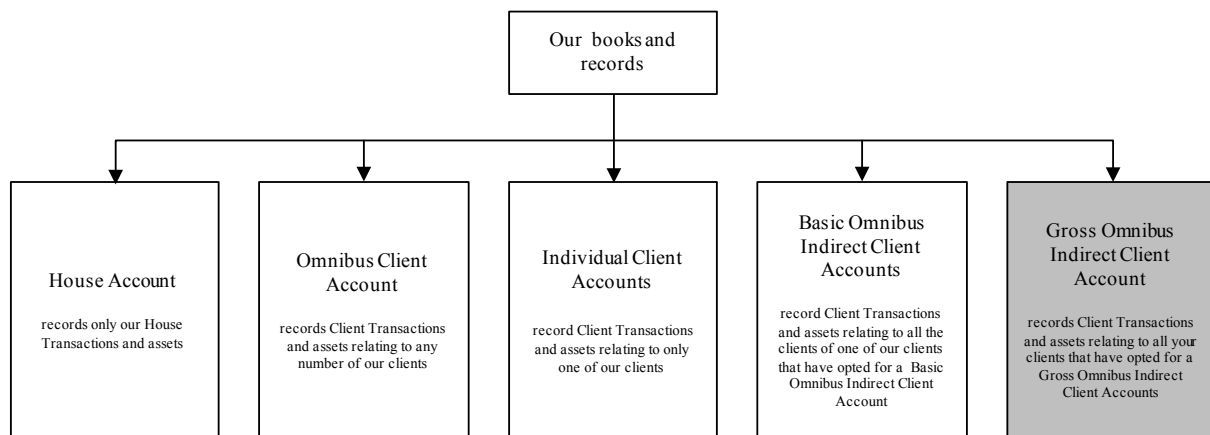 Our books and
records
House Account
records only our House
Transactions and assets
Omnibus Client
Account
records Client Transactions
and assets relating to any
number of our clients
Individual Client
Accounts
record Client Transactions
and assets relating to only
one of our clients
Basic Omnibus
Indirect Client
Accounts
record Client Transactions
and assets relating to all the
clients of one of our clients
that have opted for a Basic
Omnibus Indirect Client
Account
Gross Omnibus
Indirect Client
Account
records Client Transactions
and assets relating to all your
clients that have opted for a
Gross Omnibus Indirect
Client Accounts